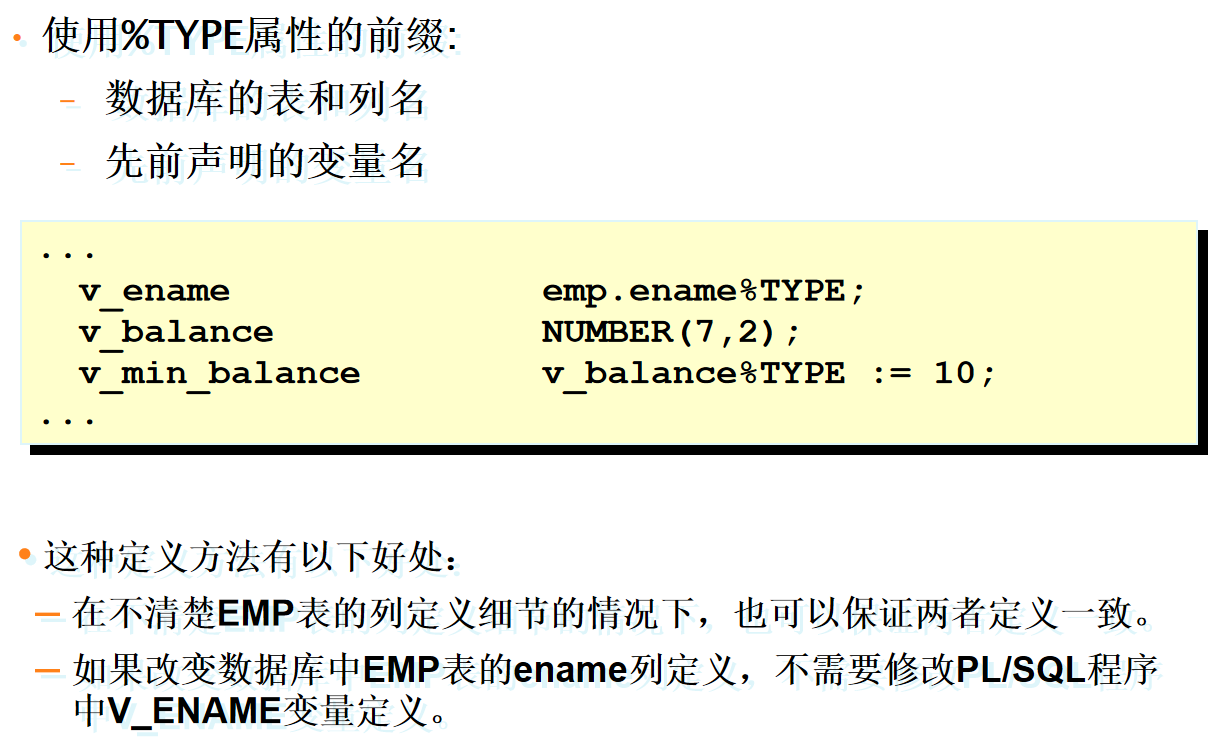 • 使用%TYPE属性的前缀:
– 数据库的表和列名
– 先前声明的变量名
...
v_ename emp.ename%TYPE;
v_balance NUMBER(7,2);
v_min_balance v_balance%TYPE := 10;
...
• 这种定义方法有以下好处：
– 在不清楚EMP表的列定义细节的情况下，也可以保证两者定义一致。
– 如果改变数据库中EMP表的ename列定义，不需要修改PL/SQL程序
中V_ENAME变量定义。